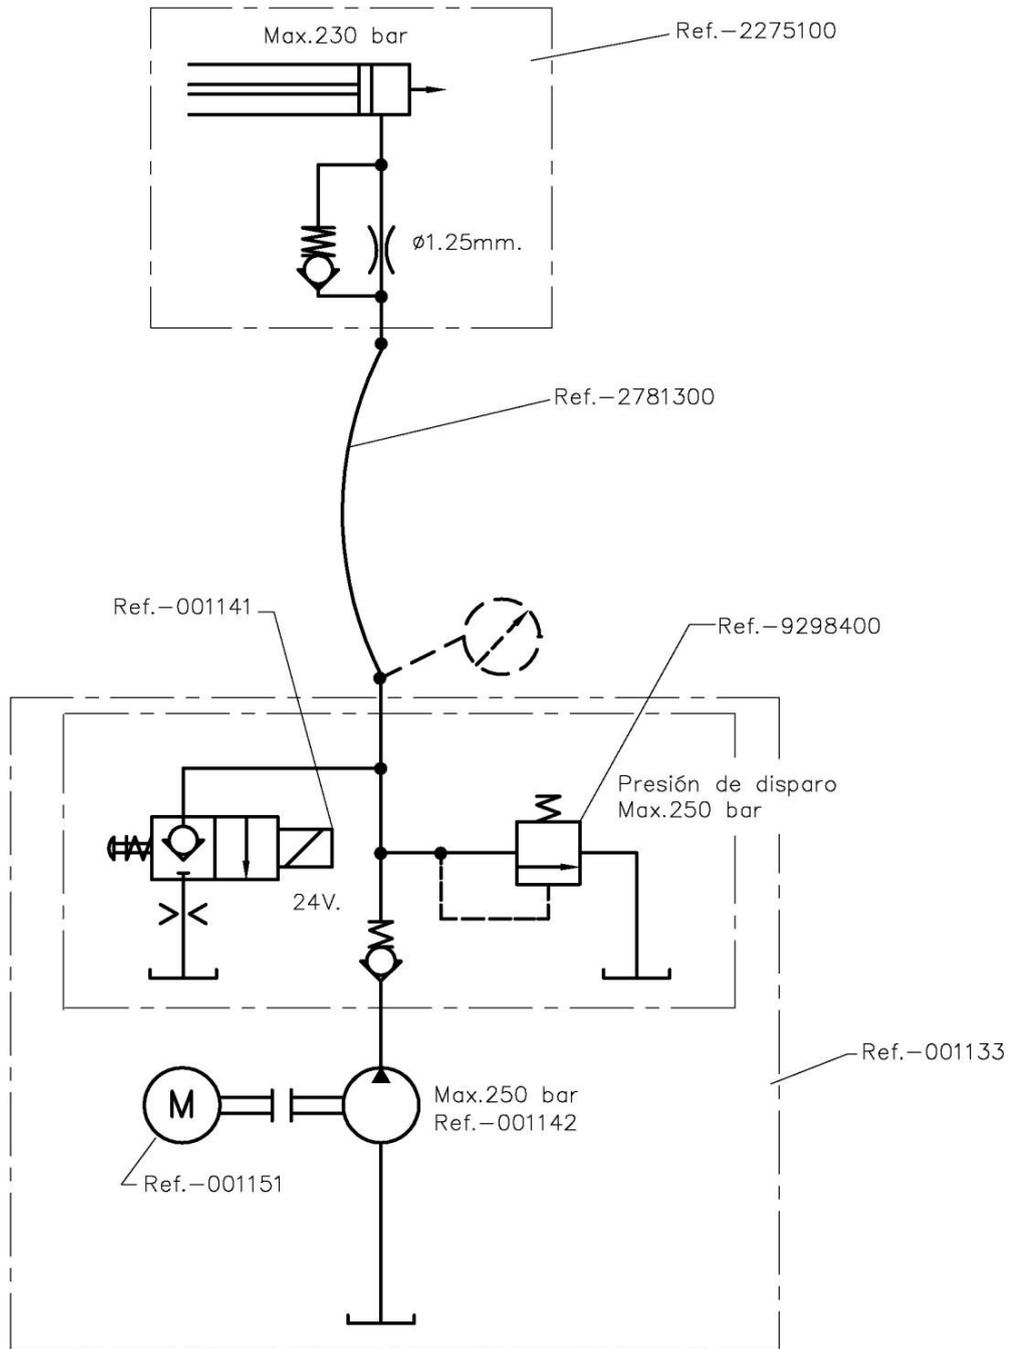 Max.230 bar
Ref.-2275100
ø1.25mm.
Ref.-2781300
Ref.-001141
Ref.-9298400
Presión de disparo
Max.250 bar
24V.
Ref.-001133
M
Max.250 bar
Ref.-001142
Ref.-001151